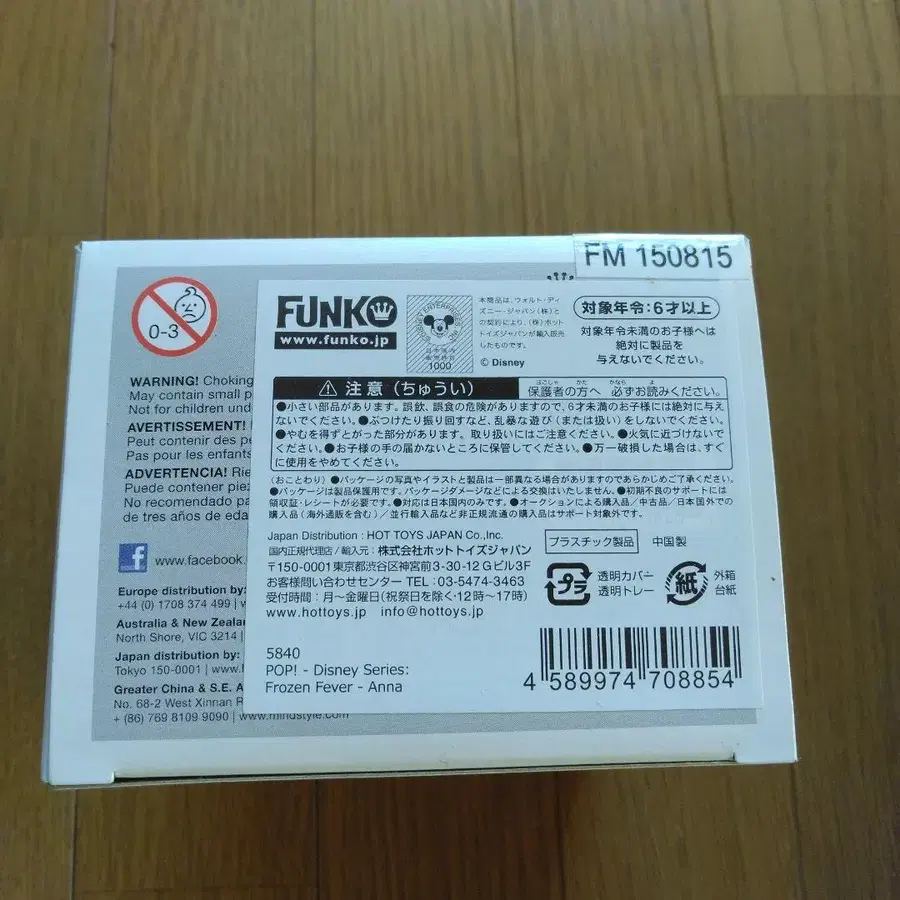 FM 150815
0-3
WARNING! Choking
May contain small
Not for children
AVERTISSEMENT!
Peut contenir des
Pas pour les enfants
ADVERTENCIA!
Puede contener
No recomendado
de tres años de edad
www.facebook.
Europe distribution by:
+44 (0) 1708 374 499
Australia & New Zealand
North Shore, VIC 3214
Japan distribution by:
Tokyo 150-0001
Greater China & S.E. A
No. 68-2 West Xinnan
+ (86) 769 8109 9090 | www.mindstyle.com
FUNKO
www.funko.jp
1000
本商品は、ウォルト・ディ
ズニー・ジャパン(株)と
の契約により、(株)ホット
トイズジャパンが輸入販売
したものです。
© Disney
対象年令:6才以上
対象年令未満のお子様へは
絶対に製品を
与えないでください。
注意(ちゅうい) 保護者の方へ 必ずお読みください。
●小さい部品があります。誤飲、誤食の危険がありますので、6才未満のお子様には絶対に与え
ないでください。●ぶつけたり振り回すなど、乱暴な遊び(または扱い)をしないでください。
●やむを得ずとがった部分があります。取り扱いにはご注意ください。●火気に近づけないで
ください。●お子様の手の届かないところに保管してください。●万一破損した場合は、すぐ
に使用をやめてください。
(おことわり)●パッケージの写真やイラストと製品は一部異なる場合がありますのであらかじめご了承ください。
●パッケージは製品保護用です。パッケージダメージなどによる交換はいたしません。●初期不良のサポートには
領収証・レシートが必要です。●対応は日本国内のみです。●オークションによる購入品/中古品/日本国外での
購入品(海外通販を含む)/並行輸入品など非正規流通の購入品はサポート対象外です。
Japan Distribution : HOT TOYS JAPAN Co.,Inc.
国内正規代理店/輸入元:株式会社ホットトイズジャパン
〒150-0001東京都渋谷区神宮前3-30-12Gビル3F
お客様問い合わせセンター TEL:03-5474-3463
受付時間:月〜金曜日(祝祭日を除く・12時〜17時)
www.hottoys.jp info@hottoys.jp
プラスチック製品 中国製
プラ
透明カバー
透明トレー
紙
外箱
台紙
5840
POP! - Disney Series:
Frozen Fever - Anna
4 589974 708854